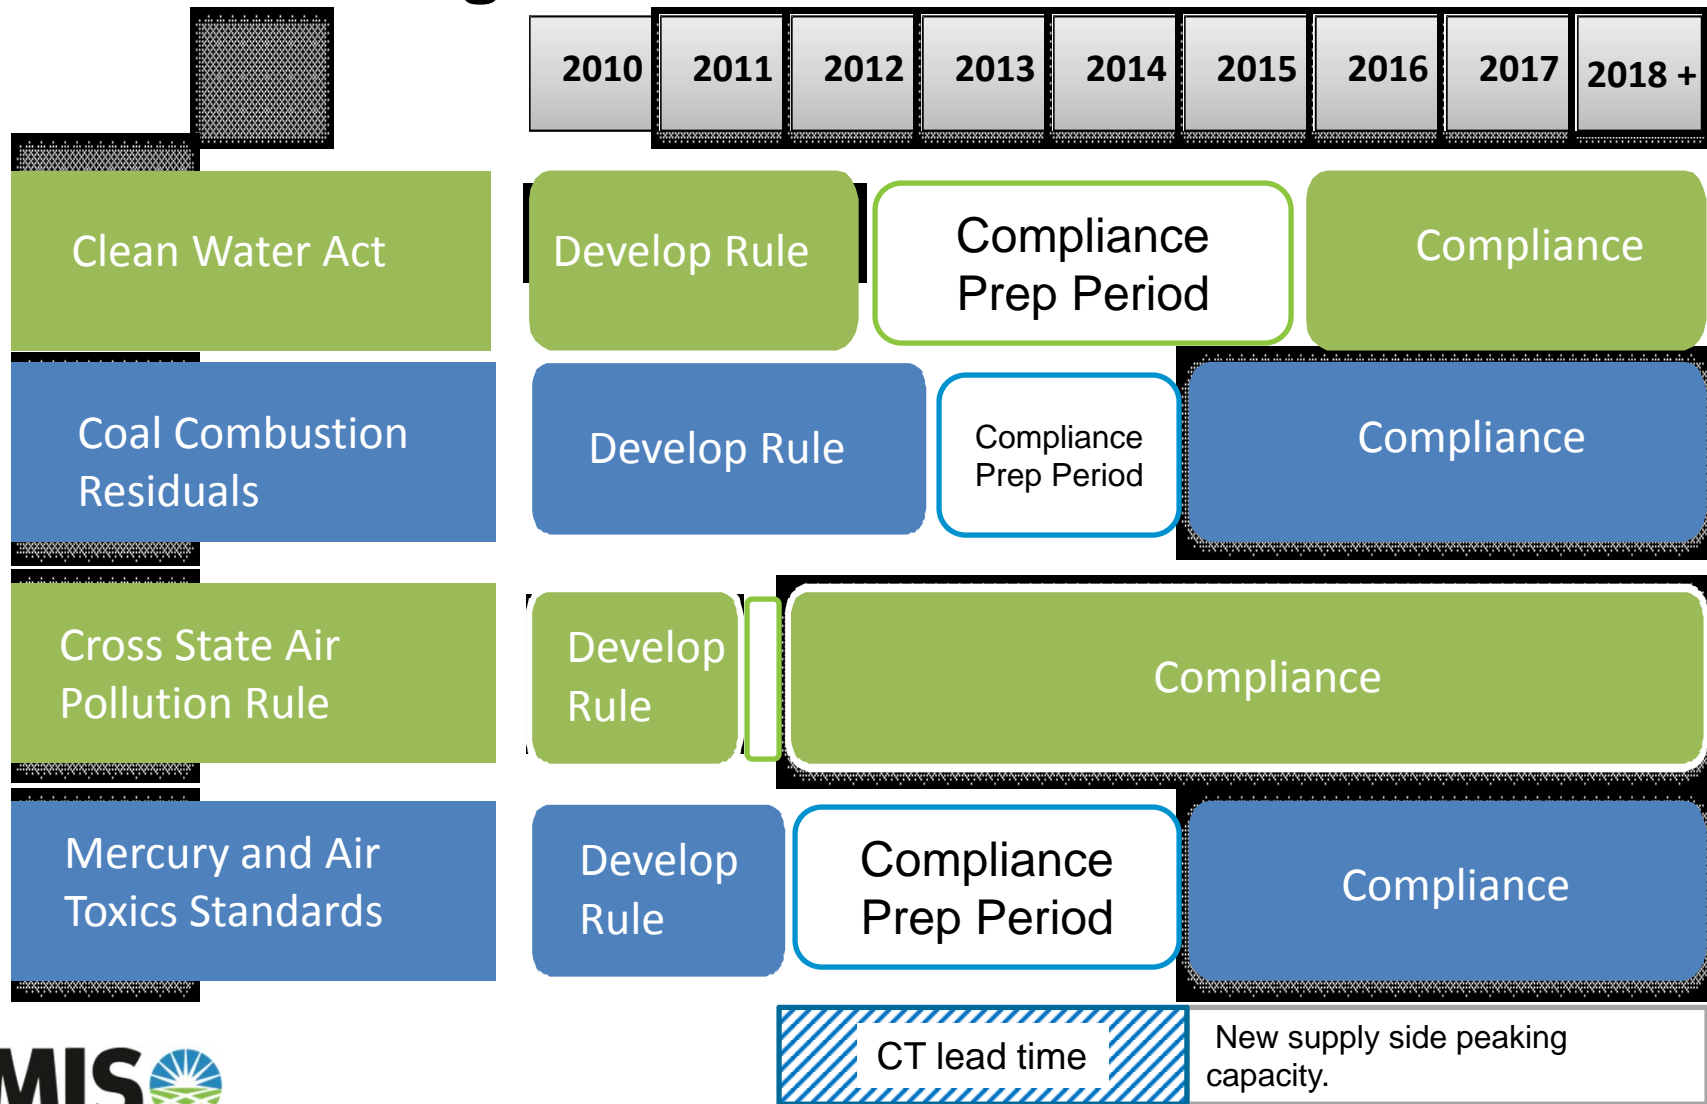 2010 2011 2012 2013 2014 2015 2016 2017 2018 +
Clean Water Act
Develop Rule
Compliance
Prep Period
Compliance
Coal Combustion
Residuals
Develop Rule
Compliance
Prep Period
Compliance
Cross State Air
Pollution Rule
Develop
Rule
Compliance
Mercury and Air
Toxics Standards
Develop
Rule
Compliance
Prep Period
Compliance
CT lead time
New supply side peaking
capacity.
MIS